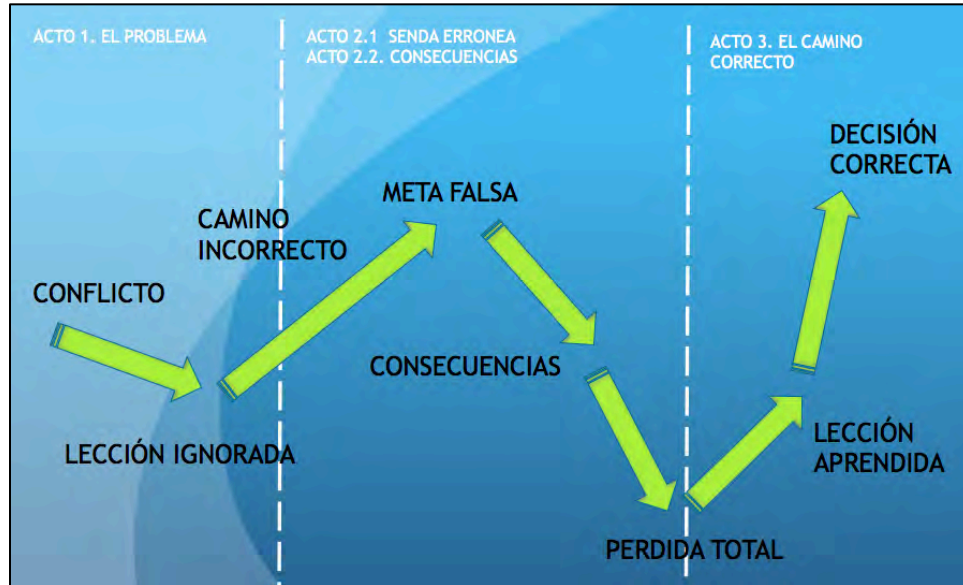 ACTO 1. EL PROBLEMA
ACTO 2.1 SENDA ERRONEA
ACTO 2.2. CONSECUENCIAS
ACTO 3. EL CAMINO
CORRECTO
CONFLICTO
LECCIÓN IGNORADA
CAMINO
INCORRECTO
META FALSA
CONSECUENCIAS
PERDIDA TOTAL
LECCIÓN
APRENDIDA
DECISIÓN
CORRECTA